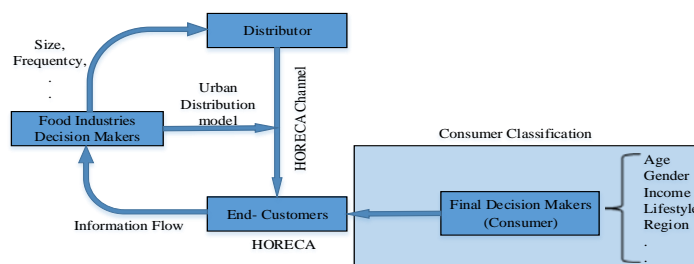 Size,
Frequentcy,
.
.
Distributor
Urban
Distribution
model
Food Industries
Decision Makers
HORECA Channel
Information Flow
End- Customers
HORECA
Consumer Classification
Final Decision Makers
(Consumer)
Age
Gender
Income
Lifestyle
Region
.
.